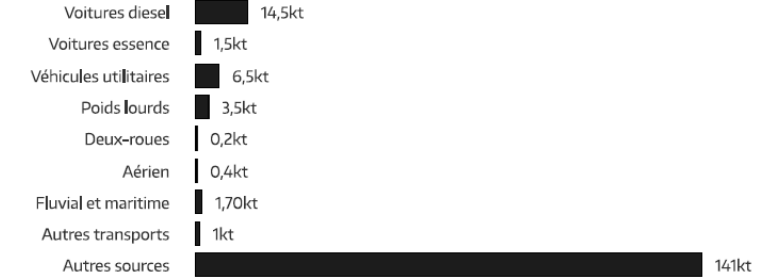 Voitures diesel 14,5kt
Voitures essence 1,5kt
Véhicules utilitaires 6,5kt
Poids lourds 3,5kt
Deux-roues 0,2kt
Aérien 0,4kt
Fluvial et maritime 1,70kt
Autres transports 1kt
Autres sources 141kt